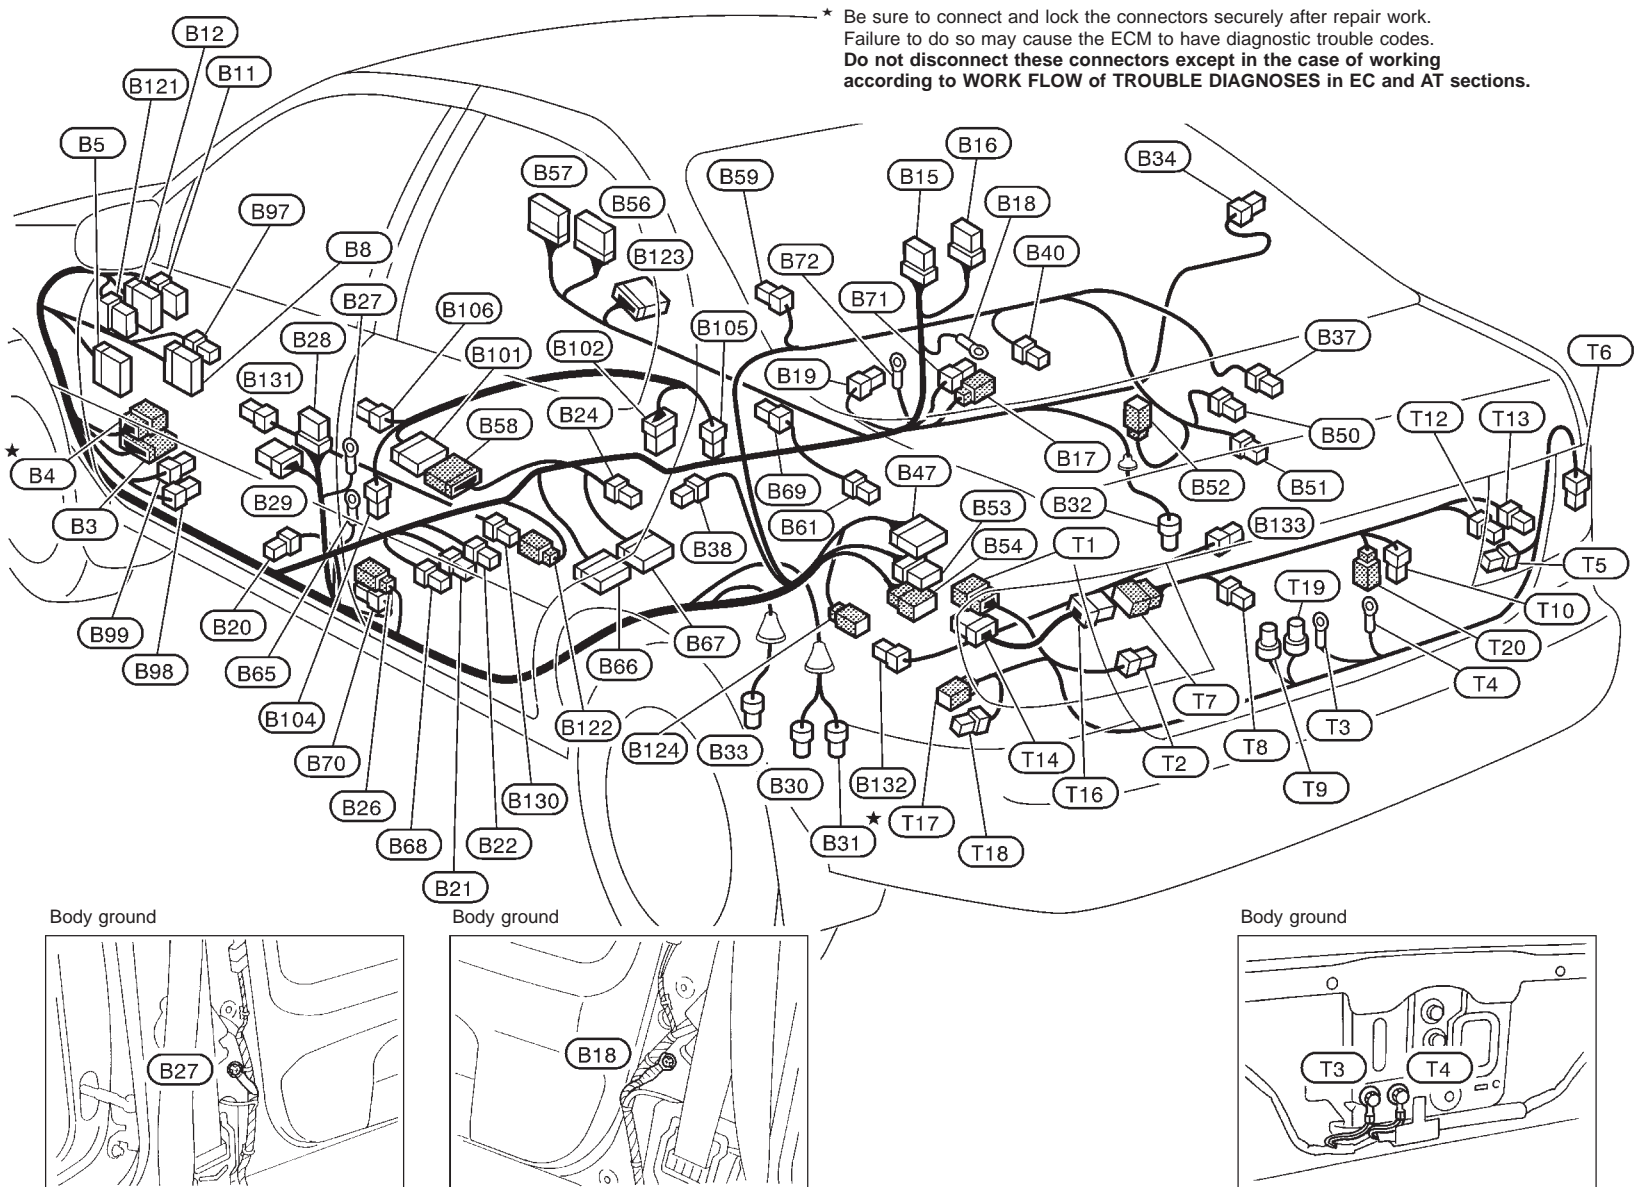 ★ Be sure to connect and lock the connectors securely after repair work.
Failure to do so may cause the ECM to have diagnostic trouble codes.
Do not disconnect these connectors except in the case of working
according to WORK FLOW of TROUBLE DIAGNOSES in EC and AT sections.
B12
B121
B11
B5
B97
B8
B27
B28
B131
B106
B101
B58
B102
B105
B24
B57
B56
B123
B59
B72
B71
B19
B15
B16
B18
B40
B34
B37
T6
T12
T13
B50
B51
B52
B17
B32
B47
B53
B54
T1
B133
B69
B61
B38
★
B4
B3
B29
B99
B98
B20
B65
B104
B70
B26
B68
B21
B22
B130
B122
B66
B67
B124
B33
B30
B31
★
B132
T17
T18
T14
T16
T2
T7
T8
T9
T19
T3
T4
T20
T10
T5
Body ground
B27
Body ground
B18
Body ground
T3
T4